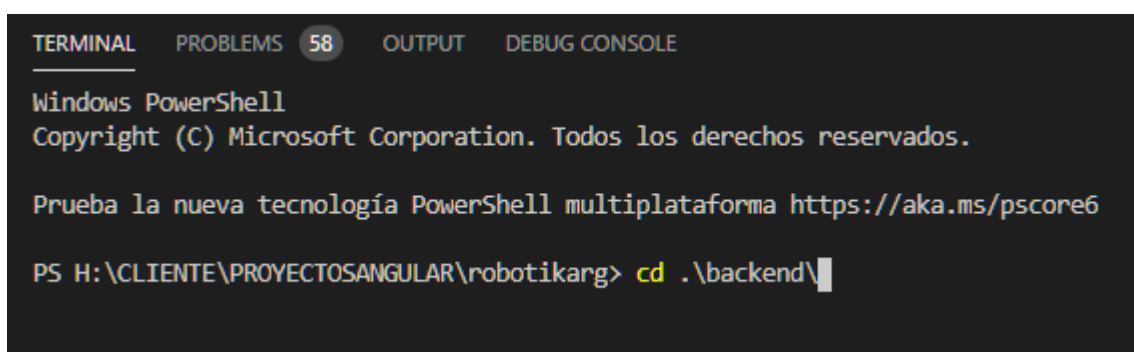 TERMINAL PROBLEMS 58 OUTPUT DEBUG CONSOLE
Windows PowerShell
Copyright (C) Microsoft Corporation. Todos los derechos reservados.
Prueba la nueva tecnología PowerShell multiplataforma https://aka.ms/pscore6
PS H:\CLIENTE\PROYECTOSANGULAR\robotikarg> cd .\backend\